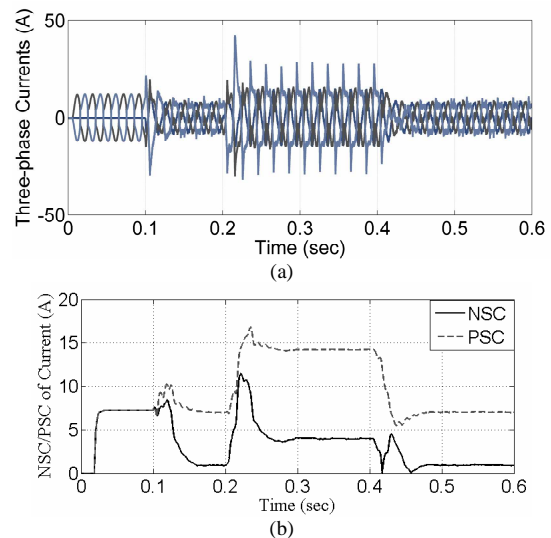 50
0
-50
Three-phase Currents (A)
0 0.1 0.2 0.3 0.4 0.5 0.6
Time (sec)
(a)
20
15
10
5
0
NSC/PSC of Current (A)
NSC
PSC
0 0.1 0.2 0.3 0.4 0.5 0.6
Time (sec)
(b)